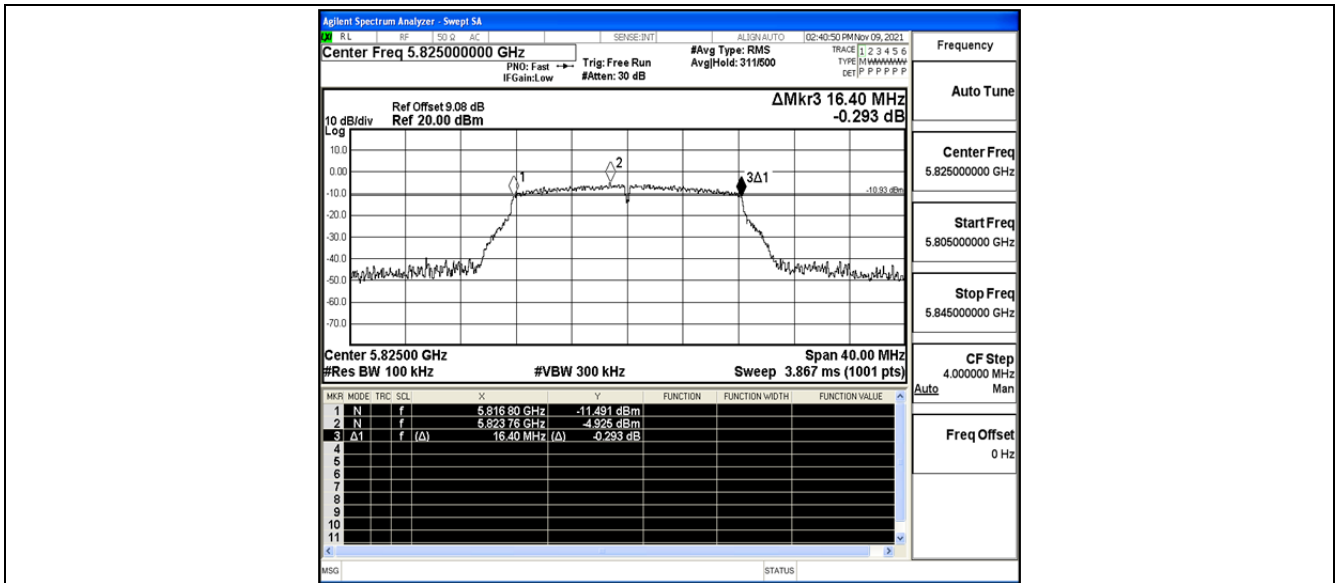 Agilent Spectrum Analyzer - Swept SA
LXI RL RF 50 Ω AC SENSE:INT ALIGNAUTO 02:40:50 PM Nov 09, 2021
Center Freq 5.825000000 GHz
PNO: Fast
IFGain:Low
Trig: Free Run
#Atten: 30 dB
#Avg Type: RMS
Avg|Hold: 311/500
TRACE 1 2 3 4 5 6
TYPE M W W W W W
DET P P P P P P
Ref Offset 9.08 dB
10 dB/div Ref 20.00 dBm
Log
ΔMkr3 16.40 MHz
-0.293 dB
10.0
0.00
-10.0
-20.0
-30.0
-40.0
-50.0
-60.0
-70.0
1
2
3Δ1
-10.93 dBm
Center 5.82500 GHz Span 40.00 MHz
#Res BW 100 kHz #VBW 300 kHz Sweep 3.867 ms (1001 pts)
MKR MODE TRC SCL X Y FUNCTION FUNCTION WIDTH FUNCTION VALUE
1 N f 5.816 80 GHz -11.491 dBm
2 N f 5.823 76 GHz -4.925 dBm
3 Δ1 f (Δ) 16.40 MHz (Δ) -0.293 dB
4
5
6
7
8
9
10
11
MSG STATUS
Frequency
Auto Tune
Center Freq
5.825000000 GHz
Start Freq
5.805000000 GHz
Stop Freq
5.845000000 GHz
CF Step
4.000000 MHz
Auto Man
Freq Offset
0 Hz